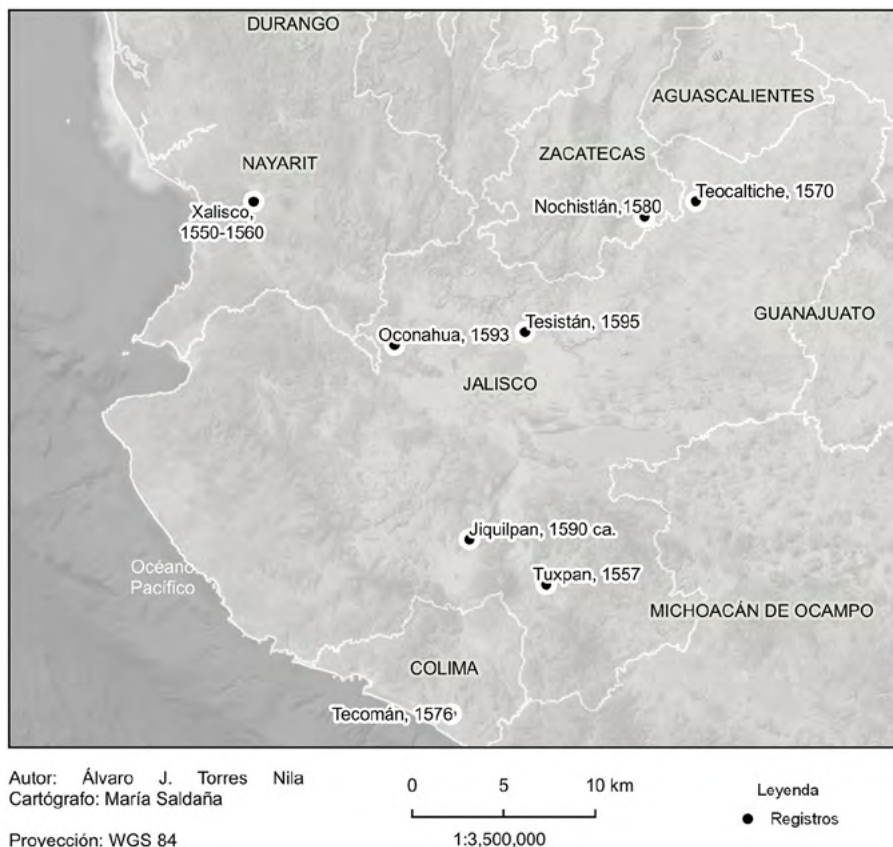 DURANGO
AGUASCALIENTES
ZACATECAS
NAYARIT
Teocaltiche, 1570
Nochistlán,1580
Xalisco,
1550-1560
GUANAJUATO
Tesistán, 1595
Oconahua, 1593
JALISCO
Jiquilpan, 1590 ca.
Océano
Pacífico
Tuxpan, 1557
MICHOACÁN DE OCAMPO
COLIMA
Tecomán, 1576
Autor: Álvaro J. Torres Nila
Cartógrafo: María Saldaña
Proyección: WGS 84
0 5 10 km
1:3,500,000
Leyenda
Registros